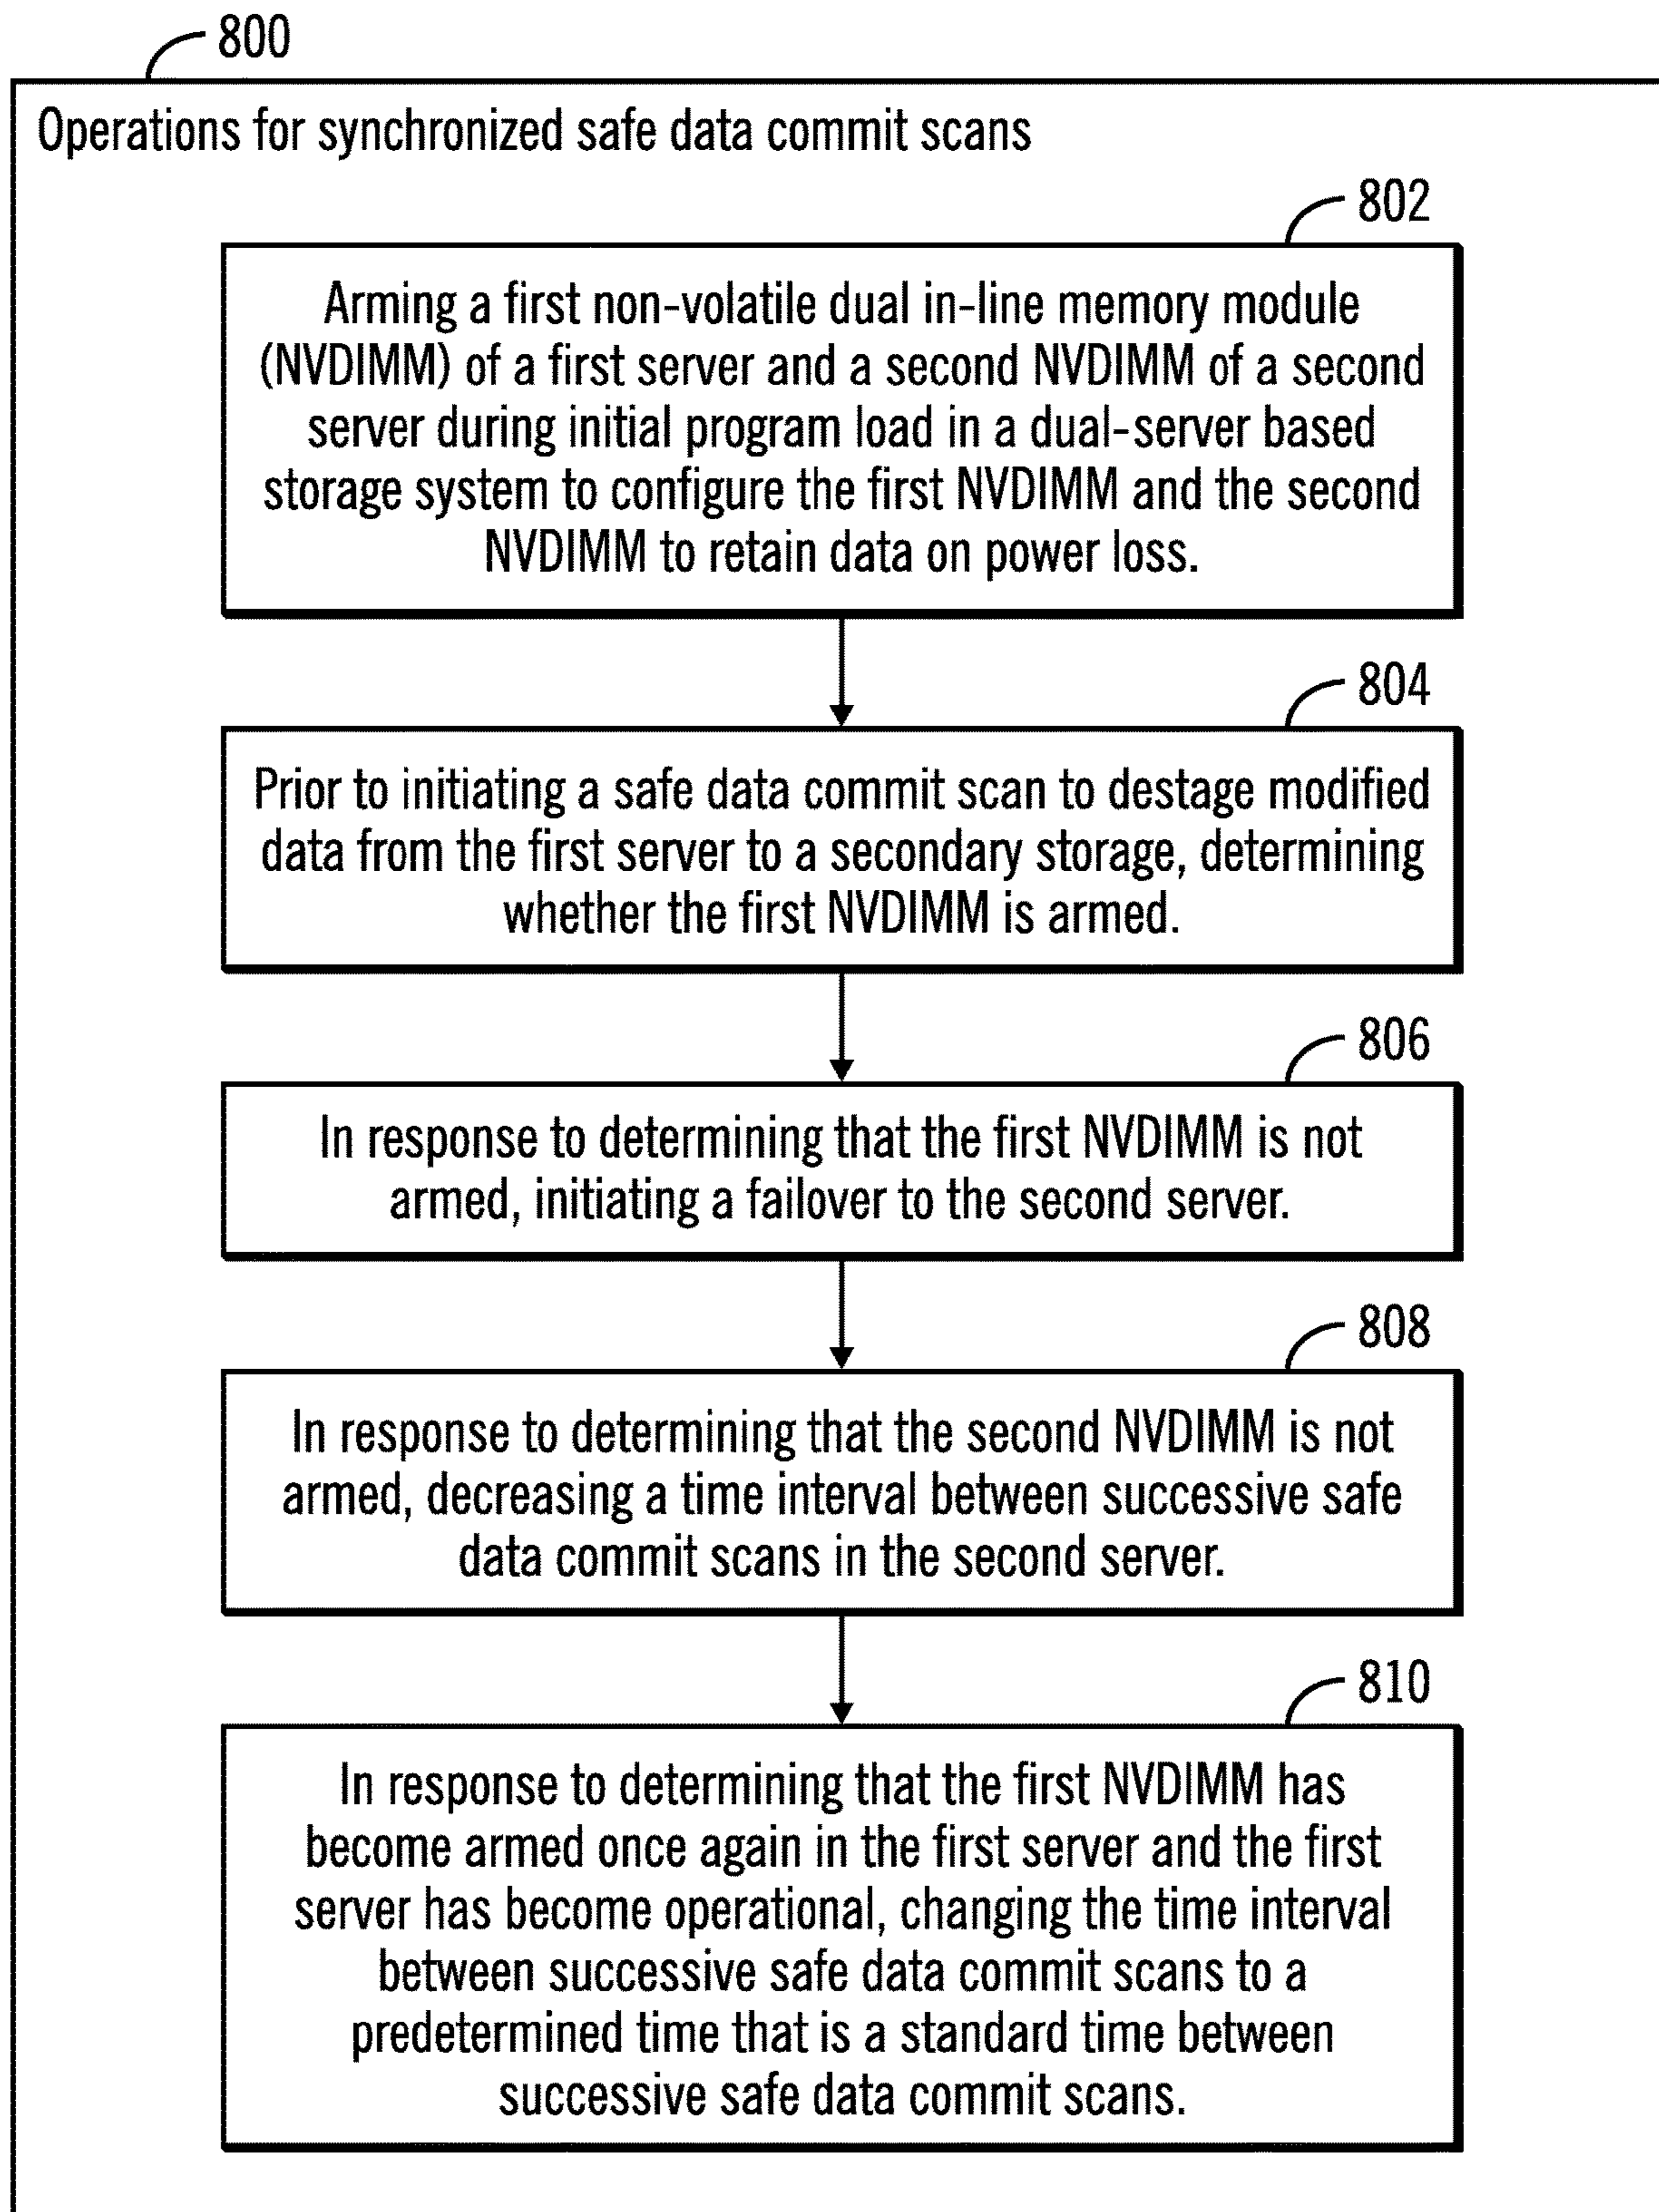 800
Operations for synchronized safe data commit scans
802
Arming a first non-volatile dual in-line memory module
(NVDIMM) of a first server and a second NVDIMM of a second
server during initial program load in a dual-server based
storage system to configure the first NVDIMM and the second
NVDIMM to retain data on power loss.
804
Prior to initiating a safe data commit scan to destage modified
data from the first server to a secondary storage, determining
whether the first NVDIMM is armed.
806
In response to determining that the first NVDIMM is not
armed, initiating a failover to the second server.
808
In response to determining that the second NVDIMM is not
armed, decreasing a time interval between successive safe
data commit scans in the second server.
810
In response to determining that the first NVDIMM has
become armed once again in the first server and the first
server has become operational, changing the time interval
between successive safe data commit scans to a
predetermined time that is a standard time between
successive safe data commit scans.